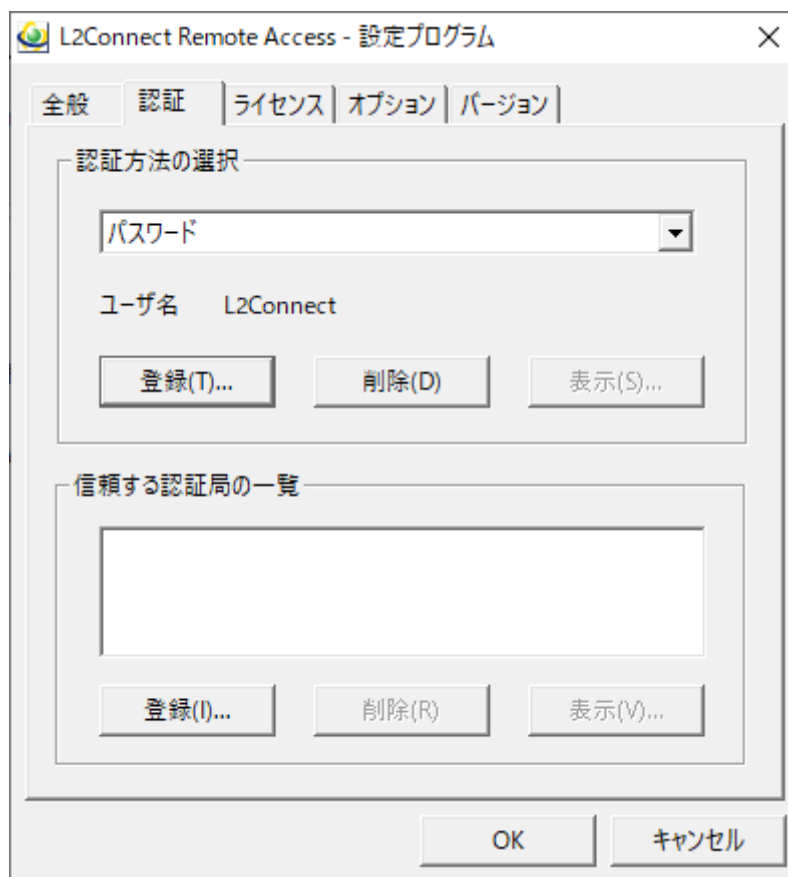 L2Connect Remote Access - 設定プログラム
全般 認証 ライセンス オプション バージョン
認証方法の選択
パスワード
ユーザ名 L2Connect
登録(T)... 削除(D) 表示(S)...
信頼する認証局の一覧
登録(I)... 削除(R) 表示(V)...
OK キャンセル